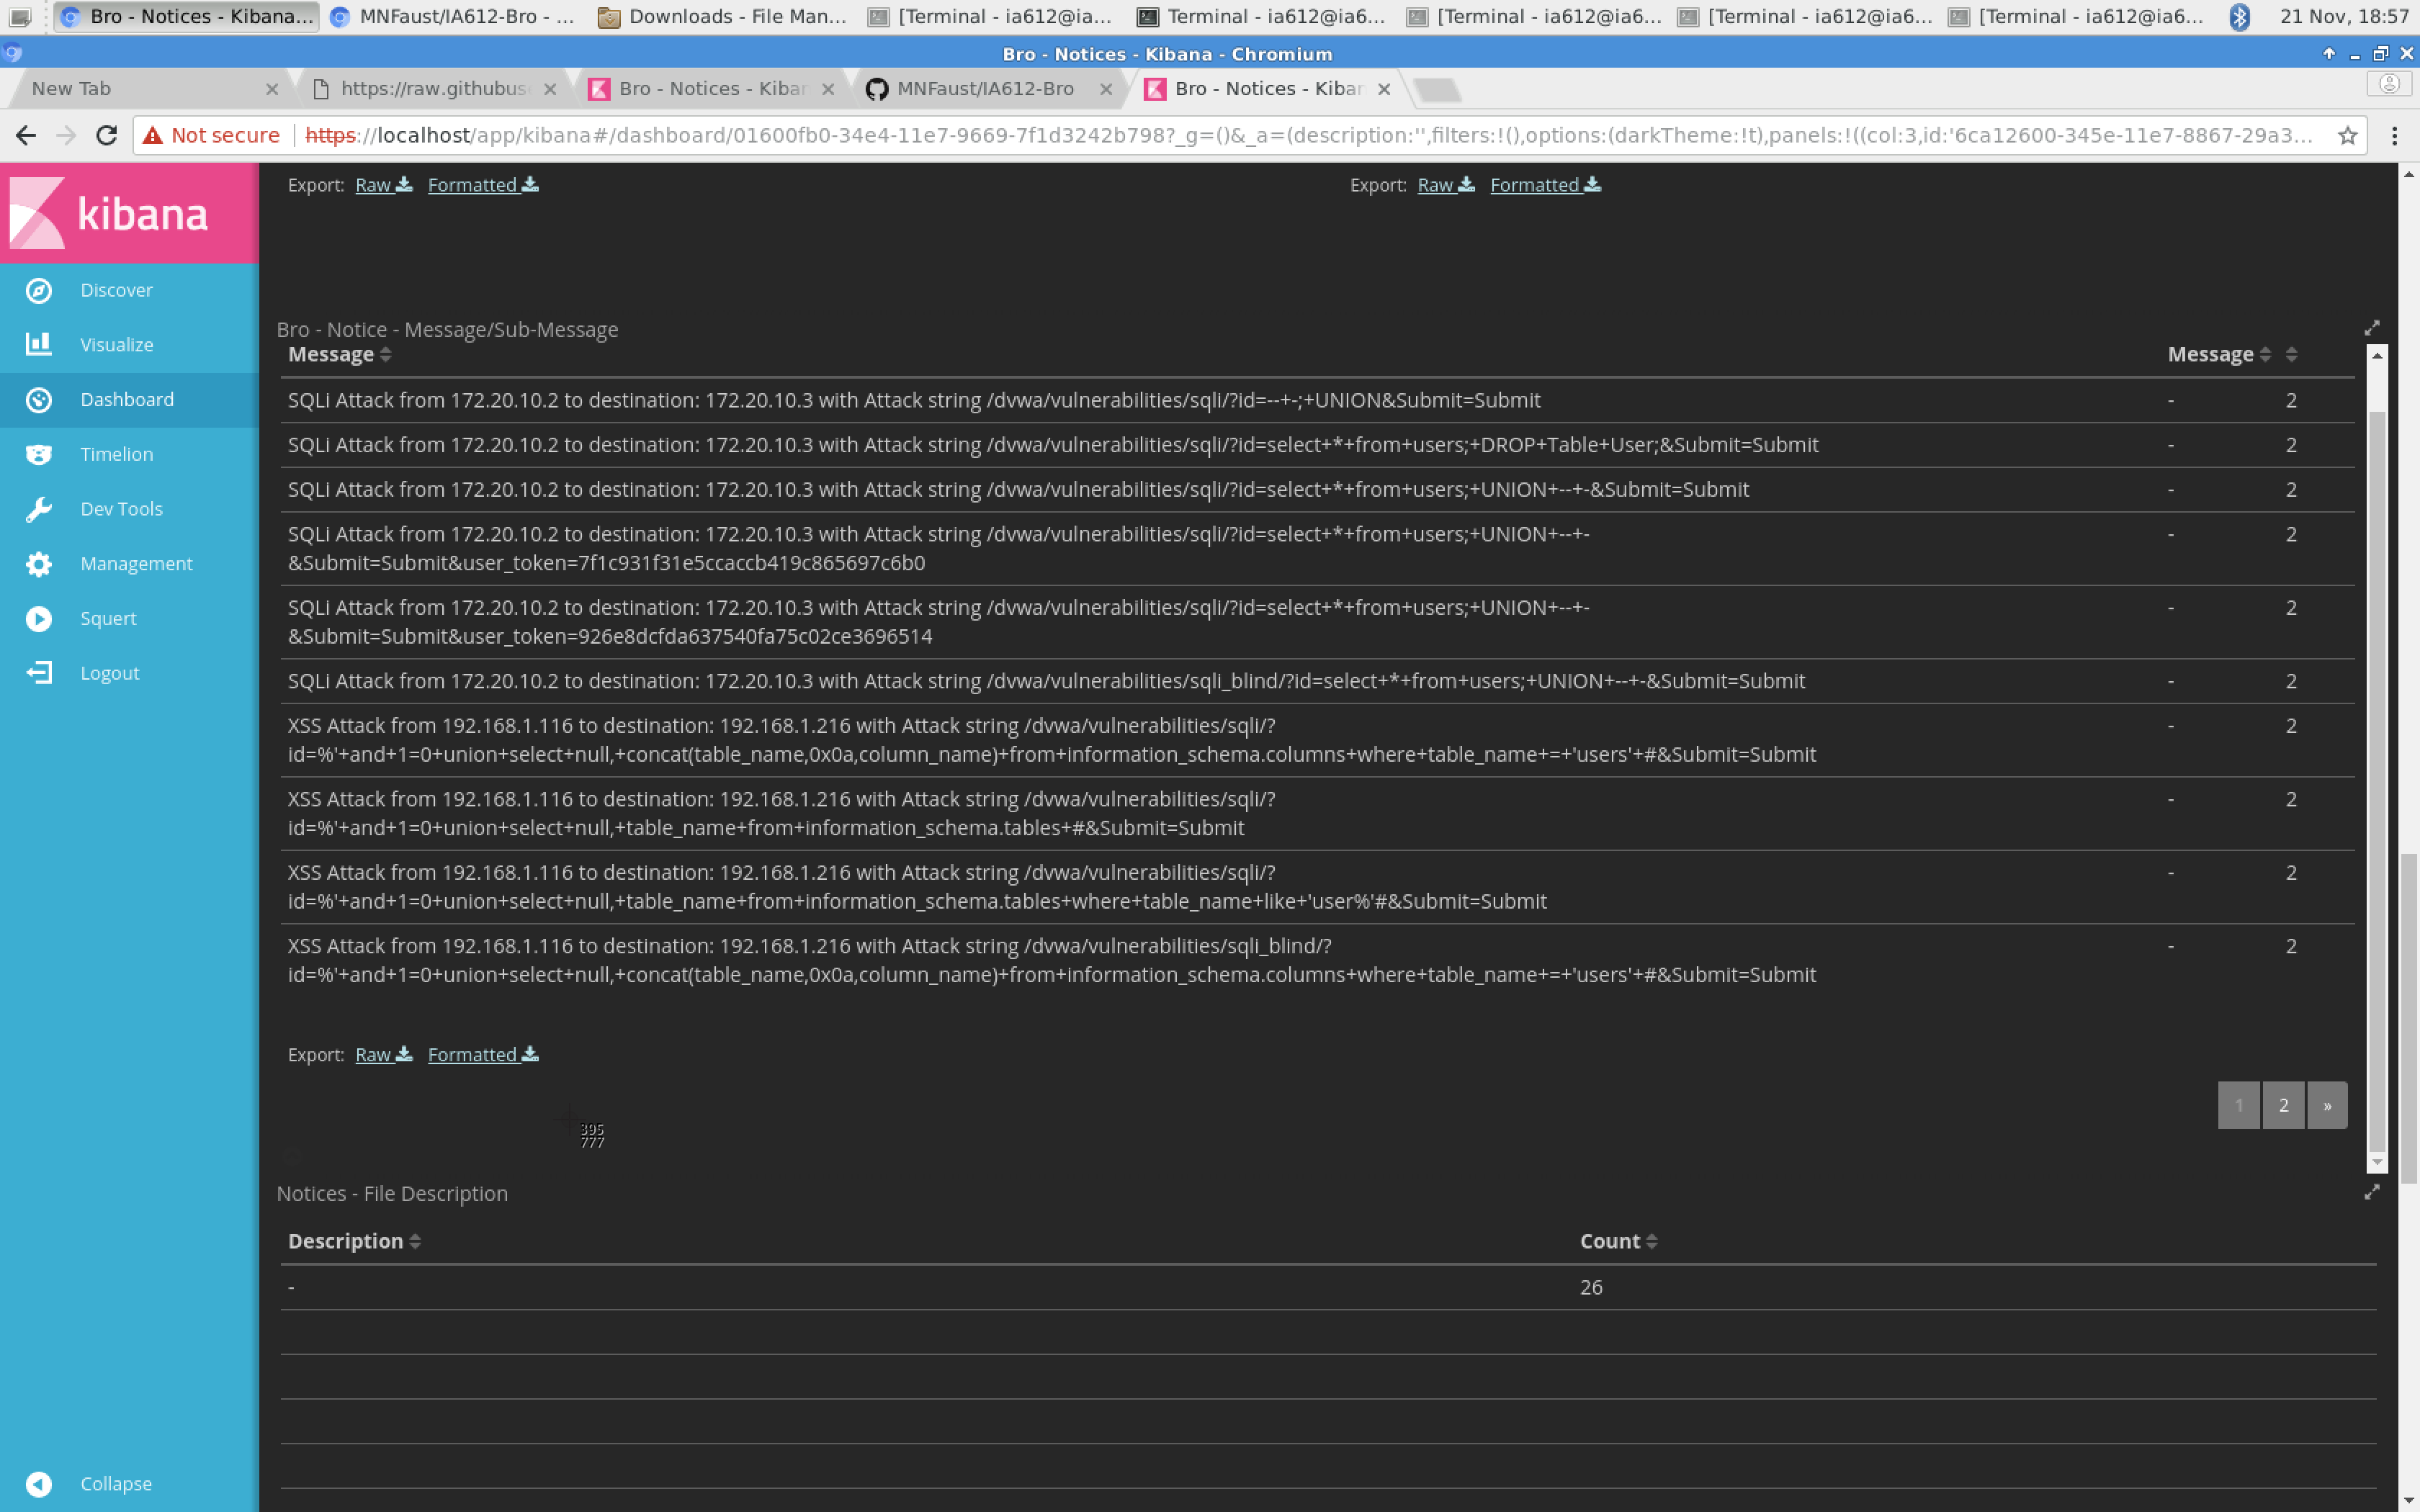 Bro - Notices - Kibana... MNFaust/IA612-Bro - ... Downloads - File Man... [Terminal - ia612@ia... Terminal - ia612@ia6... [Terminal - ia612@ia6... [Terminal - ia612@ia6... [Terminal - ia612@ia6... 21 Nov, 18:57
Bro - Notices - Kibana - Chromium
New Tab https://raw.githubus Bro - Notices - Kibar MNFaust/IA612-Bro Bro - Notices - Kibar
Not secure https://localhost/app/kibana#/dashboard/01600fb0-34e4-11e7-9669-7f1d3242b798?_g=()&_a=(description:'',filters:!(),options:(darkTheme:!t),panels:!((col:3,id:'6ca12600-345e-11e7-8867-29a3...
kibana
Discover
Visualize
Dashboard
Timelion
Dev Tools
Management
Squert
Logout
Collapse
Export: Raw Formatted Export: Raw Formatted
Bro - Notice - Message/Sub-Message
Message Message
SQLi Attack from 172.20.10.2 to destination: 172.20.10.3 with Attack string /dvwa/vulnerabilities/sqli/?id=--+-;+UNION&Submit=Submit - 2
SQLi Attack from 172.20.10.2 to destination: 172.20.10.3 with Attack string /dvwa/vulnerabilities/sqli/?id=select+*+from+users;+DROP+Table+User;&Submit=Submit - 2
SQLi Attack from 172.20.10.2 to destination: 172.20.10.3 with Attack string /dvwa/vulnerabilities/sqli/?id=select+*+from+users;+UNION+--+-&Submit=Submit - 2
SQLi Attack from 172.20.10.2 to destination: 172.20.10.3 with Attack string /dvwa/vulnerabilities/sqli/?id=select+*+from+users;+UNION+--+- - 2
&Submit=Submit&user_token=7f1c931f31e5ccaccb419c865697c6b0
SQLi Attack from 172.20.10.2 to destination: 172.20.10.3 with Attack string /dvwa/vulnerabilities/sqli/?id=select+*+from+users;+UNION+--+- - 2
&Submit=Submit&user_token=926e8dcfda637540fa75c02ce3696514
SQLi Attack from 172.20.10.2 to destination: 172.20.10.3 with Attack string /dvwa/vulnerabilities/sqli_blind/?id=select+*+from+users;+UNION+--+-&Submit=Submit - 2
XSS Attack from 192.168.1.116 to destination: 192.168.1.216 with Attack string /dvwa/vulnerabilities/sqli/? - 2
id=%'+and+1=0+union+select+null,+concat(table_name,0x0a,column_name)+from+information_schema.columns+where+table_name+=+'users'+#&Submit=Submit
XSS Attack from 192.168.1.116 to destination: 192.168.1.216 with Attack string /dvwa/vulnerabilities/sqli/? - 2
id=%'+and+1=0+union+select+null,+table_name+from+information_schema.tables+#&Submit=Submit
XSS Attack from 192.168.1.116 to destination: 192.168.1.216 with Attack string /dvwa/vulnerabilities/sqli/? - 2
id=%'+and+1=0+union+select+null,+table_name+from+information_schema.tables+where+table_name+like+'user%'#&Submit=Submit
XSS Attack from 192.168.1.116 to destination: 192.168.1.216 with Attack string /dvwa/vulnerabilities/sqli_blind/? - 2
id=%'+and+1=0+union+select+null,+concat(table_name,0x0a,column_name)+from+information_schema.columns+where+table_name+=+'users'+#&Submit=Submit
Export: Raw Formatted
1 2 »
395
777
Notices - File Description
Description Count
- 26